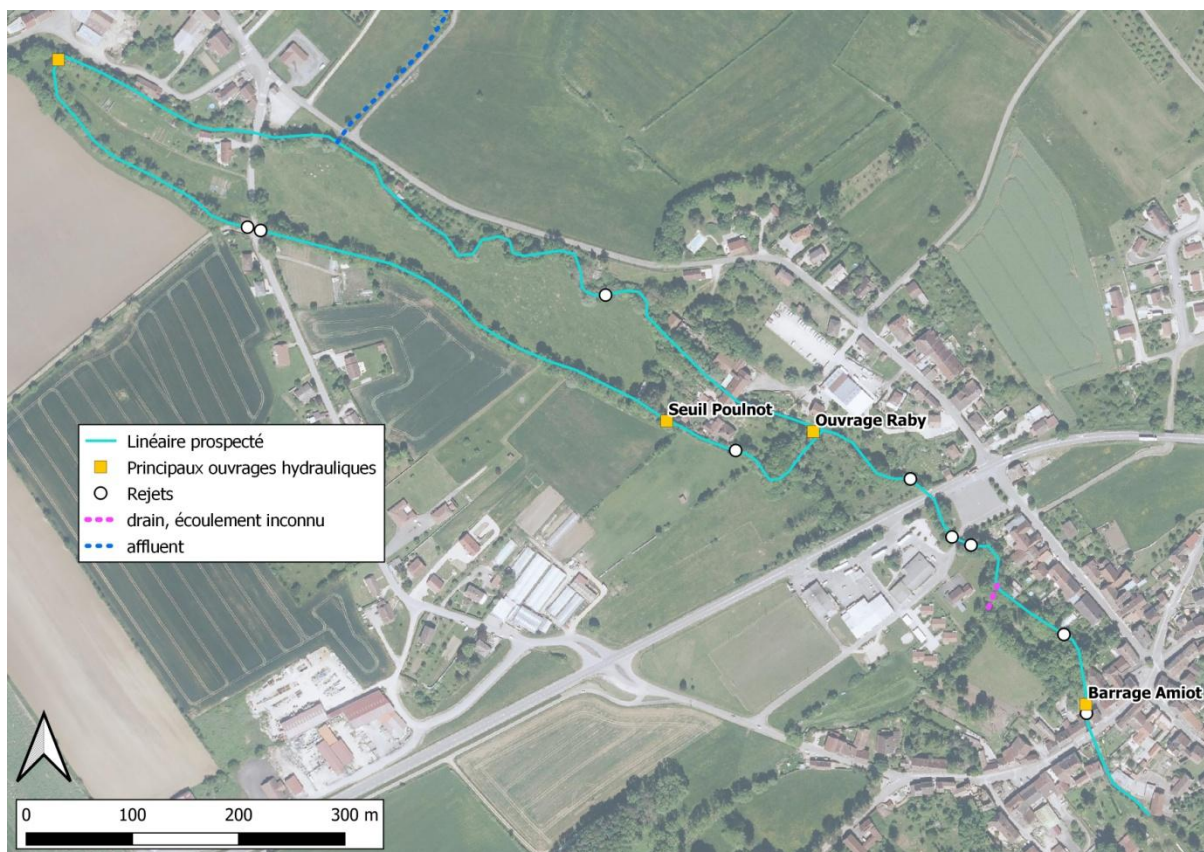 Seuil Poulnot
Ouvrage Raby
Linéaire prospecté
Principaux ouvrages hydrauliques
Rejets
drain, écoulement inconnu
affluent
Barrage Amiot
0 100 200 300 m